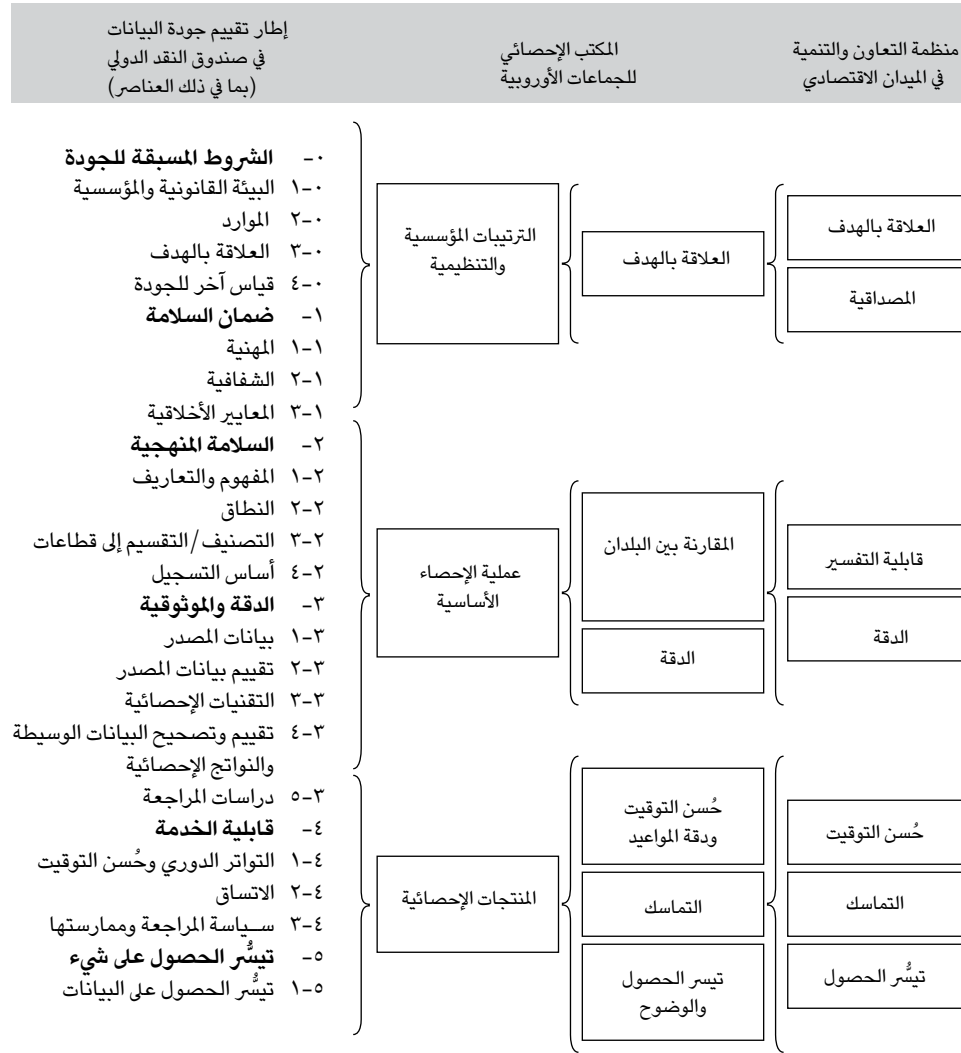 منظمة التعاون والتنمية
في الميدان الاقتصادي
المكتب الإحصائي
للجماعات الأوروبية
إطار تقييم جودة البيانات
في صندوق النقد الدولي
(بما في ذلك العناصر)
العلاقة بالهدف
المصداقية
قابلية التفسير
الدقة
حُسن التوقيت
التماسك
تيسُّر الحصول
العلاقة بالهدف
المقارنة بين البلدان
الدقة
حُسن التوقيت
ودقة المواعيد
التماسك
تيسر الحصول
والوضوح
الترتيبات المؤسسية
والتنظيمية
عملية الإحصاء
الأساسية
المنتجات الإحصائية
٠- الشروط المسبقة للجودة
٠-١ البيئة القانونية والمؤسسية
٠-٢ الموارد
٠-٣ العلاقة بالهدف
٠-٤ قياس آخر للجودة
١- ضمان السلامة
١-١ المهنية
١-٢ الشفافية
١-٣ المعايير الأخلاقية
٢- السلامة المنهجية
٢-١ المفهوم والتعاريف
٢-٢ النطاق
٢-٣ التصنيف/التقسيم إلى قطاعات
٢-٤ أساس التسجيل
٣- الدقة والموثوقية
٣-١ بيانات المصدر
٣-٢ تقييم بيانات المصدر
٣-٣ التقنيات الإحصائية
٣-٤ تقييم وتصحيح البيانات الوسيطة
والنواتج الإحصائية
٣-٥ دراسات المراجعة
٤- قابلية الخدمة
٤-١ التواتر الدوري وحُسن التوقيت
٤-٢ الاتساق
٤-٣ سياسة المراجعة وممارستها
٥- تيسُّر الحصول على شيء
٥-١ تيسُّر الحصول على البيانات